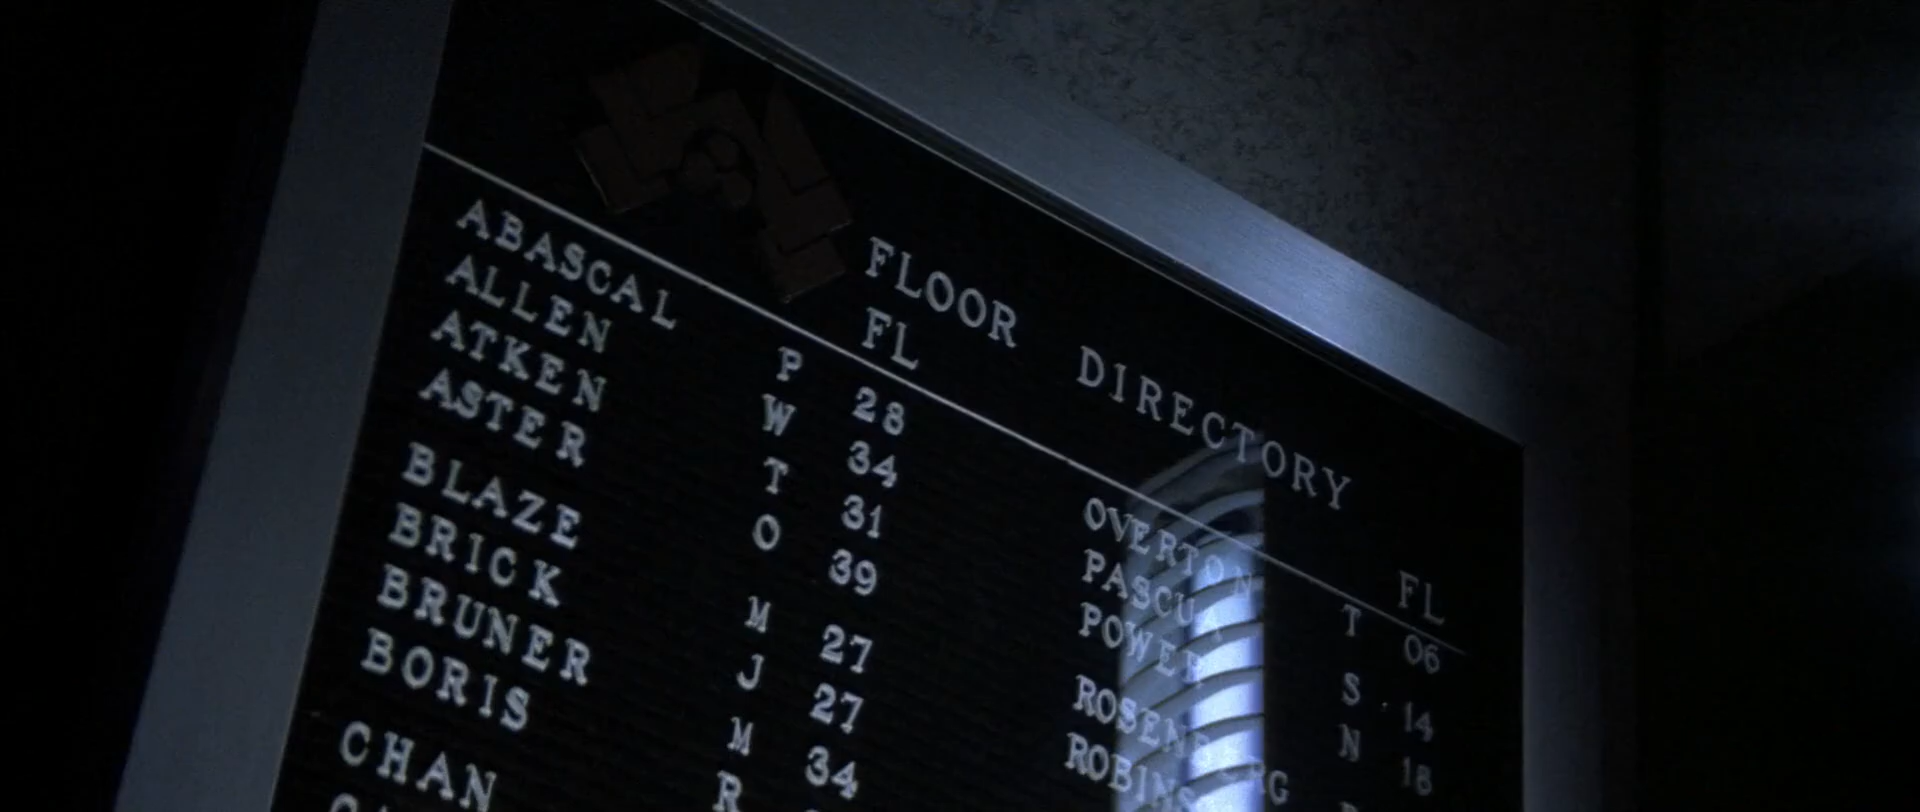 FLOOR DIRECTORY
FL
ABASCAL P 28
ALLEN W 34
ATKEN T 31
ASTER O 39
BLAZE M 27
BRICK J 27
BRUNER M 34
BORIS R
CHAN
FL
OVERTON T 06
S 14
POWER N 18